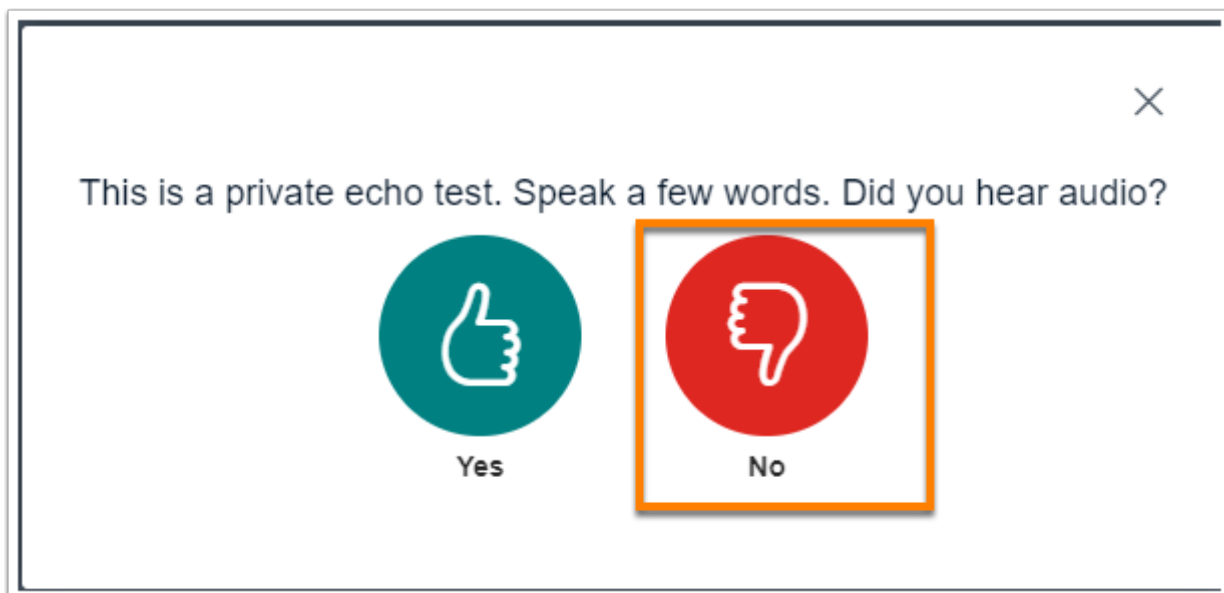 This is a private echo test. Speak a few words. Did you hear audio?
Yes
No